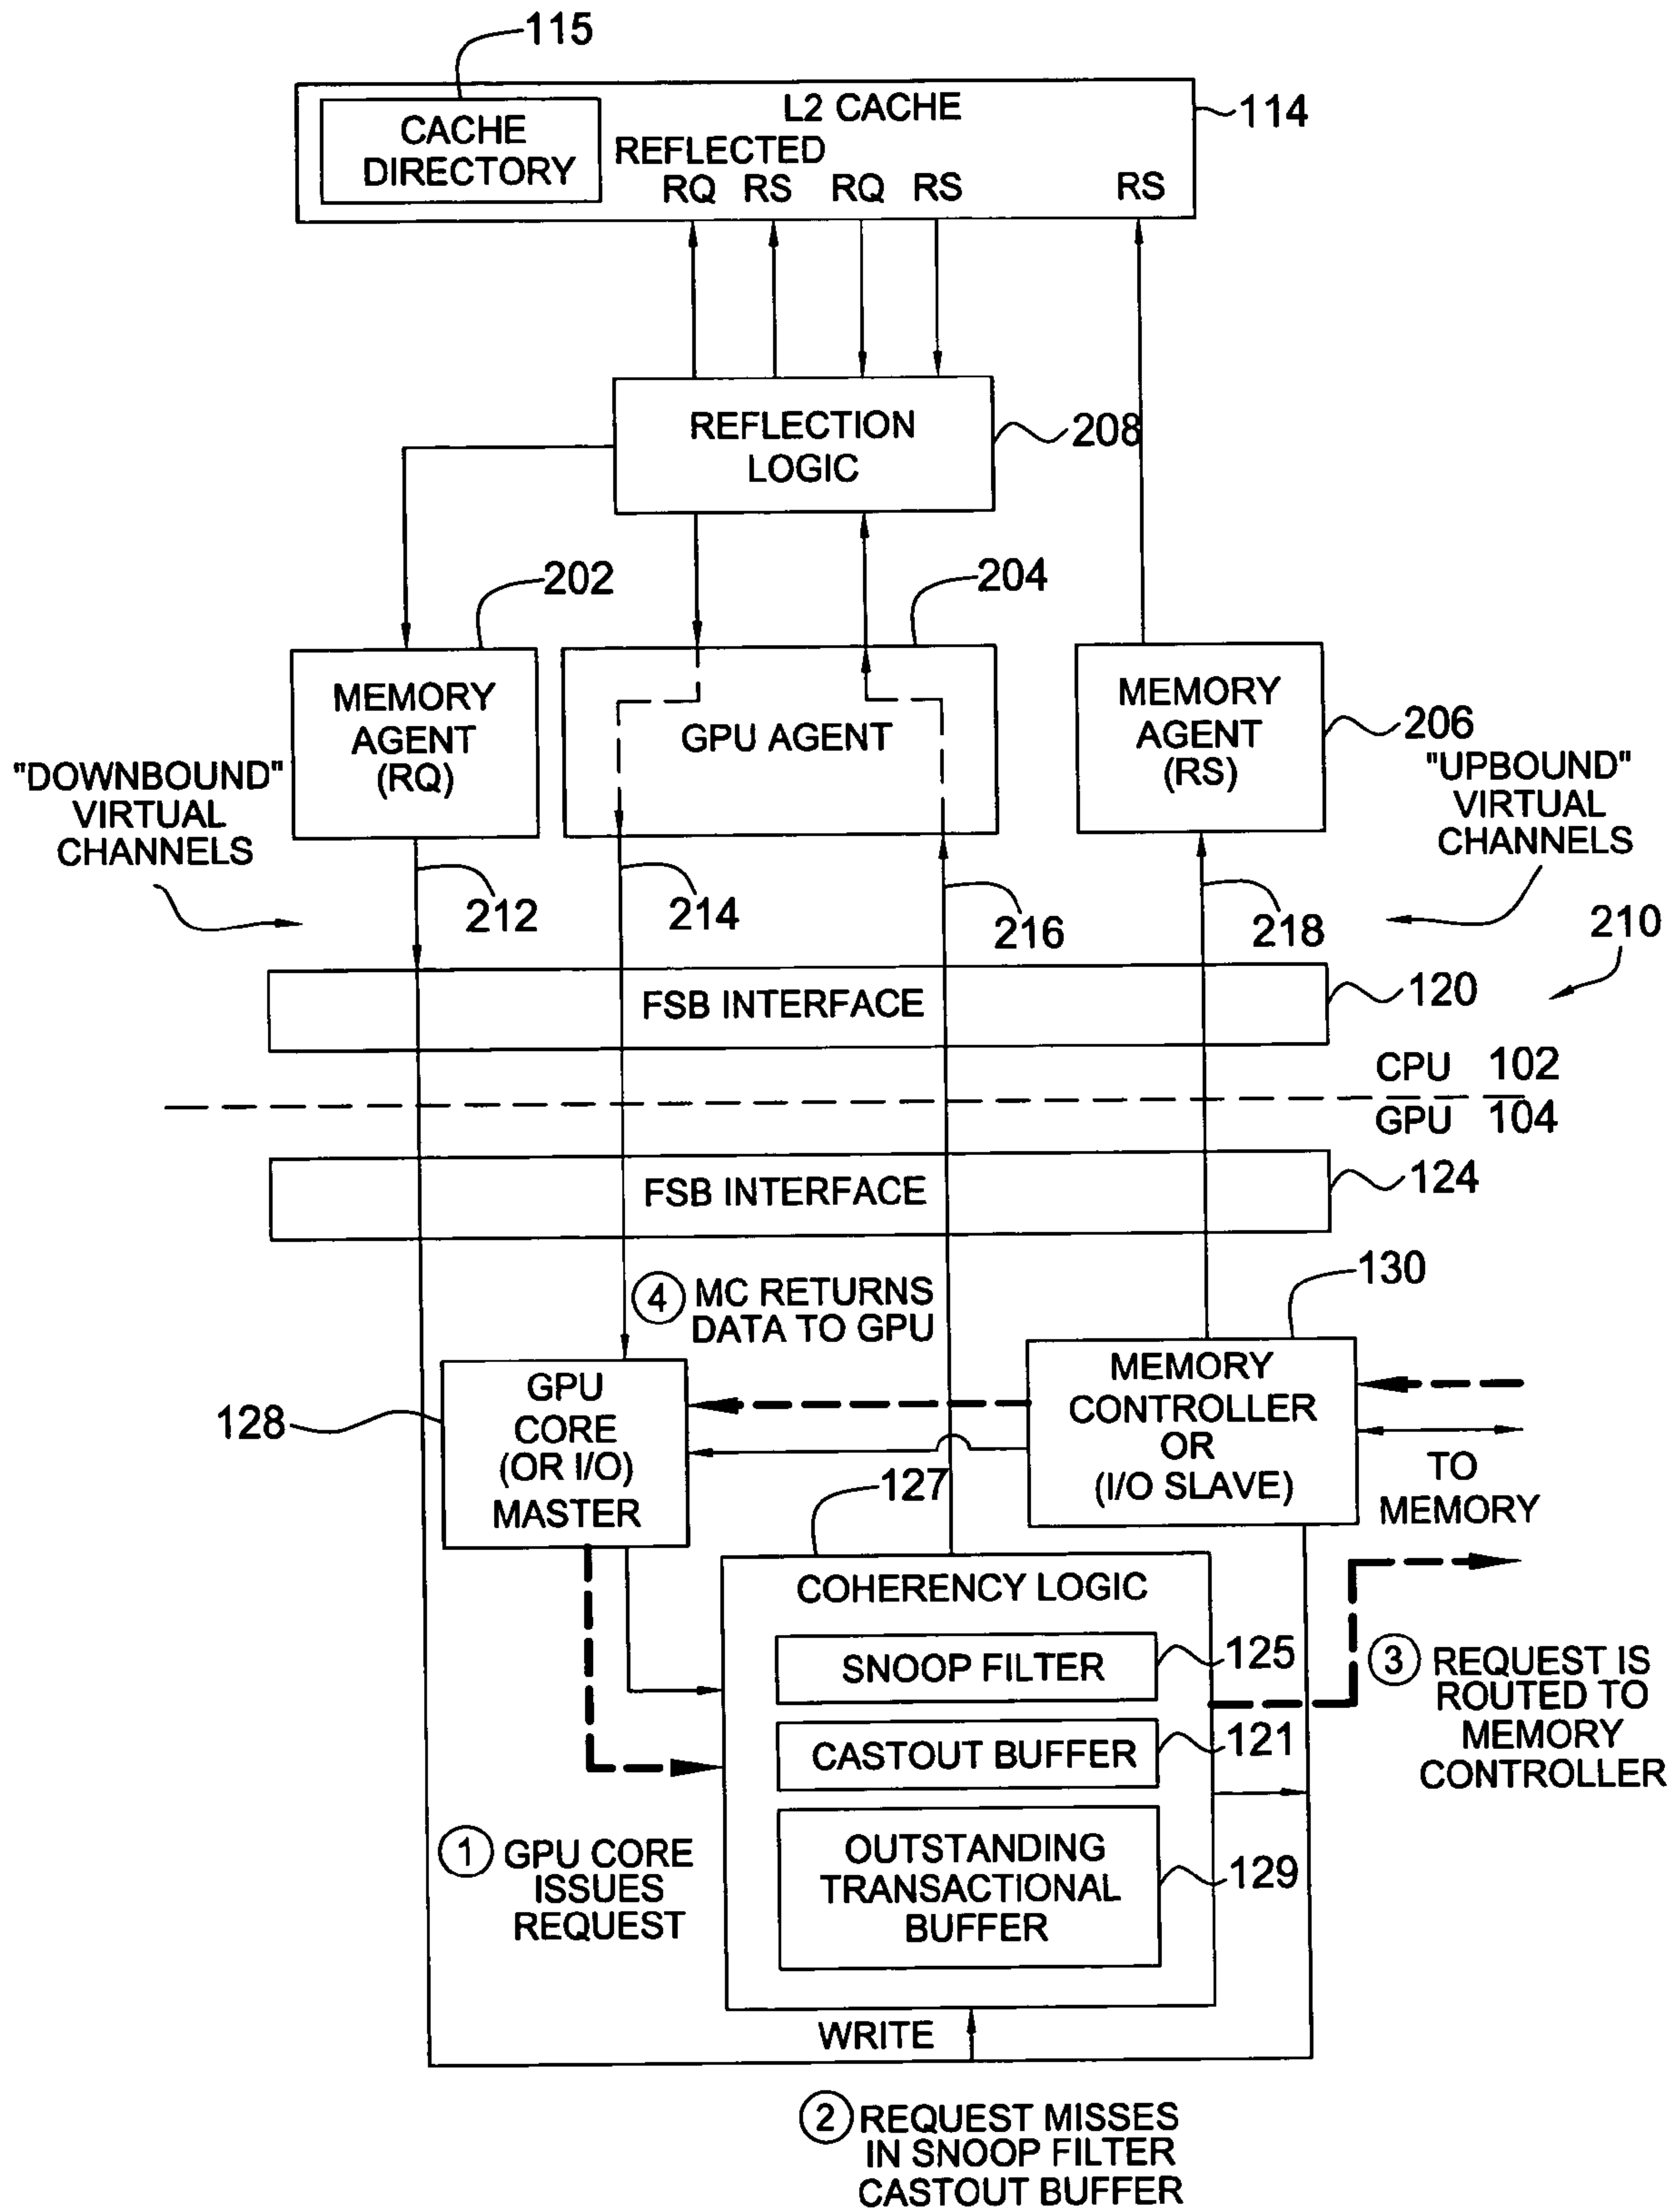 115
L2 CACHE
114
CACHE
DIRECTORY
REFLECTED
RQ RS RQ RS RS
REFLECTION
LOGIC
208
202
204
MEMORY
AGENT
(RQ)
GPU AGENT
MEMORY
AGENT
(RS)
206
"DOWNBOUND"
VIRTUAL
CHANNELS
"UPBOUND"
VIRTUAL
CHANNELS
212
214
216
218
210
FSB INTERFACE
120
CPU 102
GPU 104
FSB INTERFACE
124
130
4 MC RETURNS
DATA TO GPU
128
GPU
CORE
(OR I/O)
MASTER
MEMORY
CONTROLLER
OR
(I/O SLAVE)
TO
MEMORY
127
COHERENCY LOGIC
SNOOP FILTER
125
CASTOUT BUFFER
121
OUTSTANDING
TRANSACTIONAL
BUFFER
129
3 REQUEST IS
ROUTED TO
MEMORY
CONTROLLER
1 GPU CORE
ISSUES
REQUEST
WRITE
2 REQUEST MISSES
IN SNOOP FILTER
CASTOUT BUFFER